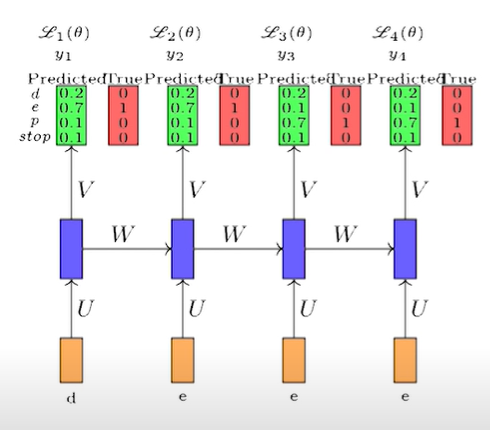 ℒ₁(θ) ℒ₂(θ) ℒ₃(θ) ℒ₄(θ)
y₁ y₂ y₃ y₄
Predicted True Predicted True Predicted True Predicted True
d 0.2 0 0.2 0 0.2 0 0.2 0
e 0.7 1 0.7 1 0.1 0 0.1 0
p 0.1 0 0.1 0 0.7 1 0.7 1
stop 0.1 0 0.1 0 0.1 0 0.1 0
V V V V
W W W
U U U U
d e e e